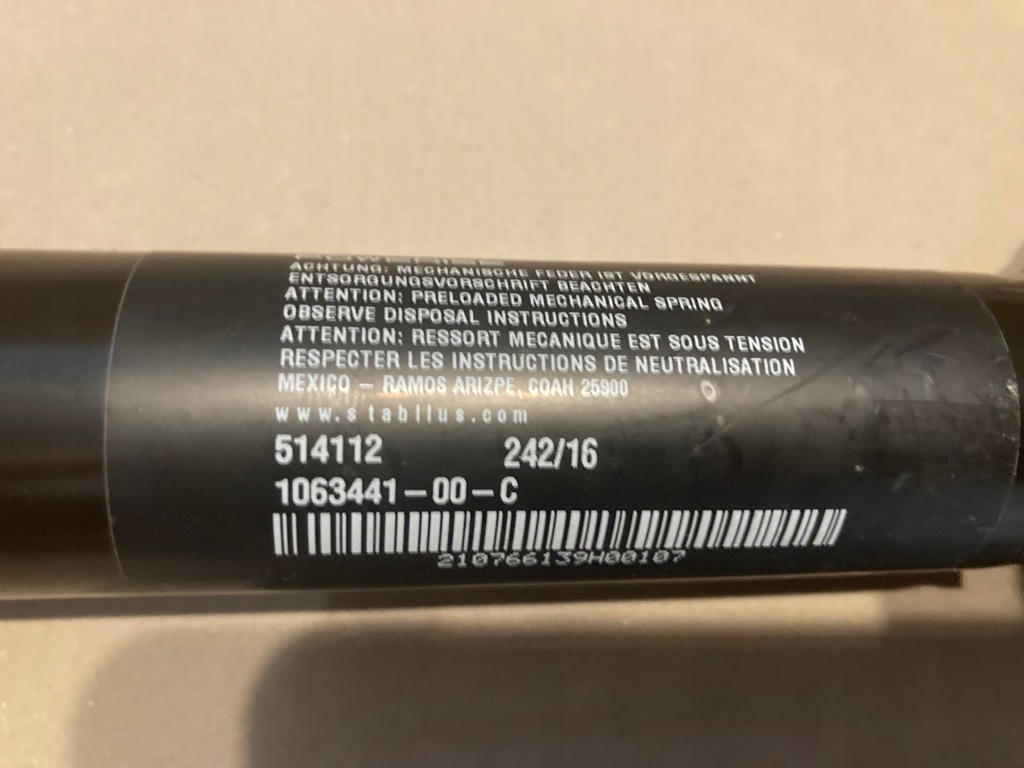 ACHTUNG: MECHANISCHE FEDER IST VORGESPANNT
ENTSORGUNGSVORSCHRIFT BEACHTEN
ATTENTION: PRELOADED MECHANICAL SPRING
OBSERVE DISPOSAL INSTRUCTIONS
ATTENTION: RESSORT MECANIQUE EST SOUS TENSION
RESPECTER LES INSTRUCTIONS DE NEUTRALISATION
MEXICO – RAMOS ARIZPE, COAH 25900
www.stabilus.com
514112 242/16
1063441-00-C
210766139H00107